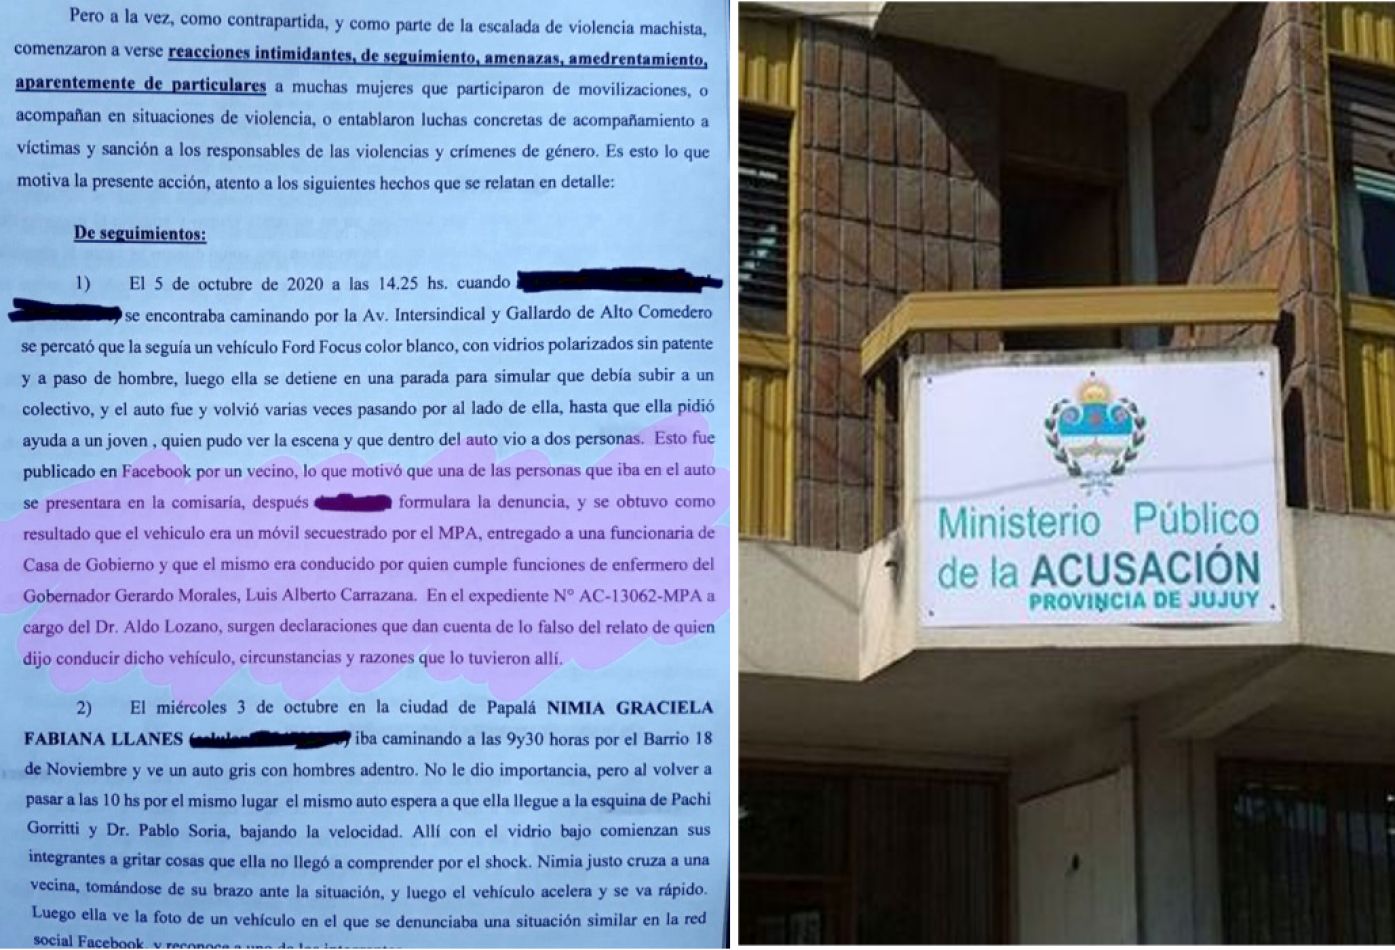 Pero a la vez, como contrapartida, y como parte de la escalada de violencia machista,
comenzaron a verse reacciones intimidantes, de seguimiento, amenazas, amedrentamiento,
aparentemente de particulares a muchas mujeres que participaron de movilizaciones, o
acompañan en situaciones de violencia, o entablaron luchas concretas de acompañamiento a
víctimas y sanción a los responsables de las violencias y crímenes de género. Es esto lo que
motiva la presente acción, atento a los siguientes hechos que se relatan en detalle:
De seguimientos:
1) El 5 de octubre de 2020 a las 14.25 hs. cuando
se encontraba caminando por la Av. Intersindical y Gallardo de Alto Comedero
se percató que la seguía un vehículo Ford Focus color blanco, con vidrios polarizados sin patente
y a paso de hombre, luego ella se detiene en una parada para simular que debía subir a un
colectivo, y el auto fue y volvió varias veces pasando por al lado de ella, hasta que ella pidió
ayuda a un joven , quien pudo ver la escena y que dentro del auto vio a dos personas. Esto fue
publicado en Facebook por un vecino, lo que motivó que una de las personas que iba en el auto
se presentara en la comisaría, después formulara la denuncia, y se obtuvo como
resultado que el vehiculo era un móvil secuestrado por el MPA, entregado a una funcionaria de
Casa de Gobierno y que el mismo era conducido por quien cumple funciones de enfermero del
Gobernador Gerardo Morales, Luis Alberto Carrazana. En el expediente N° AC-13062-MPA a
cargo del Dr. Aldo Lozano, surgen declaraciones que dan cuenta de lo falso del relato de quien
dijo conducir dicho vehículo, circunstancias y razones que lo tuvieron allí.
2) El miércoles 3 de octubre en la ciudad de Papalá NIMIA GRACIELA
FABIANA LLANES ( iba caminando a las 9y30 horas por el Barrio 18
de Noviembre y ve un auto gris con hombres adentro. No le dio importancia, pero al volver a
pasar a las 10 hs por el mismo lugar el mismo auto espera a que ella llegue a la esquina de Pachi
Gorritti y Dr. Pablo Soria, bajando la velocidad. Allí con el vidrio bajo comienzan sus
integrantes a gritar cosas que ella no llegó a comprender por el shock. Nimia justo cruza a una
vecina, tomándose de su brazo ante la situación, y luego el vehículo acelera y se va rápido.
Luego ella ve la foto de un vehículo en el que se denunciaba una situación similar en la red
social Facebook, y reconoce a uno de los
Ministerio Público
de la ACUSACIÓN
PROVINCIA DE JUJUY